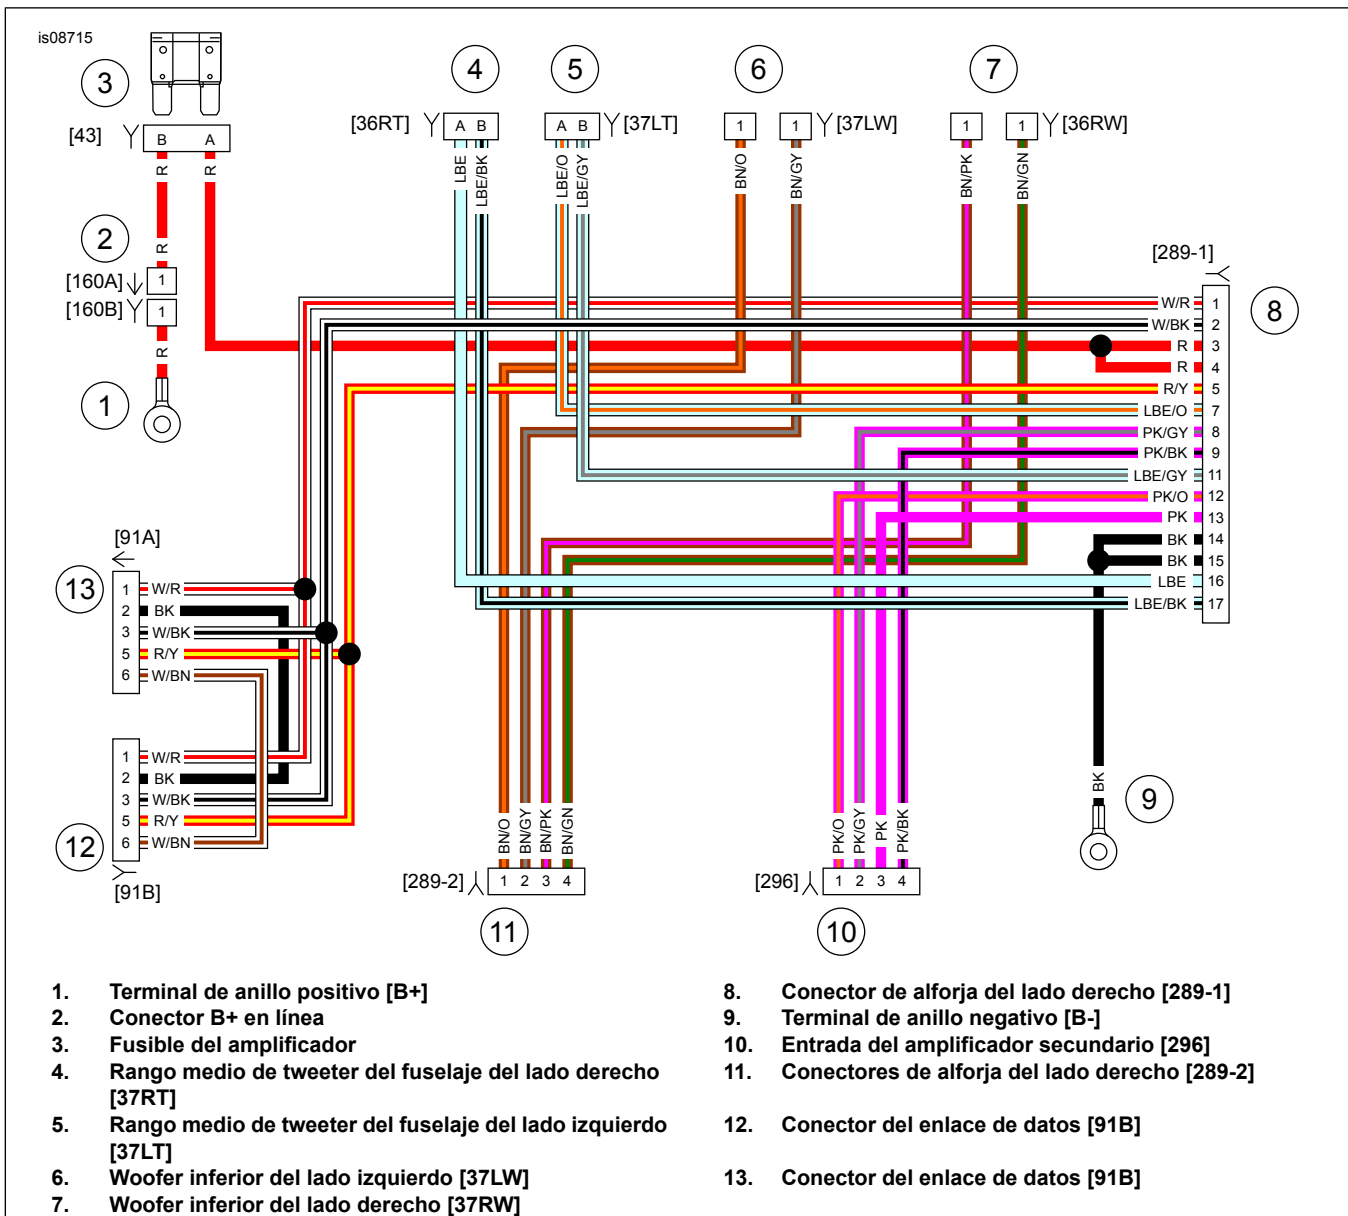 is08715
3
4
5
6
7
[43]
B A
[36RT]
A B
A B
[37LT]
1
1
[37LW]
1
1
[36RW]
R
R
LBE
LBE/BK
LBE/O
LBE/GY
BN/O
BN/GY
BN/PK
BN/GN
2
R
[160A]
1
[160B]
1
R
1
[289-1]
8
W/R 1
W/BK 2
R 3
R 4
R/Y 5
LBE/O 7
PK/GY 8
PK/BK 9
LBE/GY 11
PK/O 12
PK 13
BK 14
BK 15
LBE 16
LBE/BK 17
[91A]
13
1 W/R
2 BK
3 W/BK
5 R/Y
6 W/BN
1 W/R
2 BK
3 W/BK
5 R/Y
6 W/BN
12
[91B]
BN/O
BN/GY
BN/PK
BN/GN
[289-2]
1 2 3 4
11
PK/O
PK/GY
PK
PK/BK
[296]
1 2 3 4
10
BK
9
1. Terminal de anillo positivo [B+]
2. Conector B+ en línea
3. Fusible del amplificador
4. Rango medio de tweeter del fuselaje del lado derecho
[37RT]
5. Rango medio de tweeter del fuselaje del lado izquierdo
[37LT]
6. Woofer inferior del lado izquierdo [37LW]
7. Woofer inferior del lado derecho [37RW]
8. Conector de alforja del lado derecho [289-1]
9. Terminal de anillo negativo [B-]
10. Entrada del amplificador secundario [296]
11. Conectores de alforja del lado derecho [289-2]
12. Conector del enlace de datos [91B]
13. Conector del enlace de datos [91B]